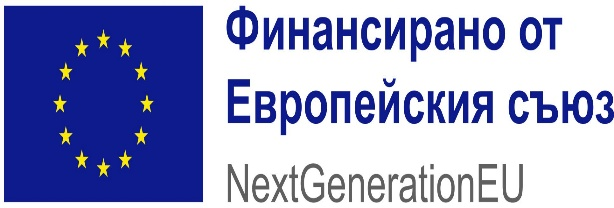 Финансирано от
Европейския съюз
NextGenerationEU